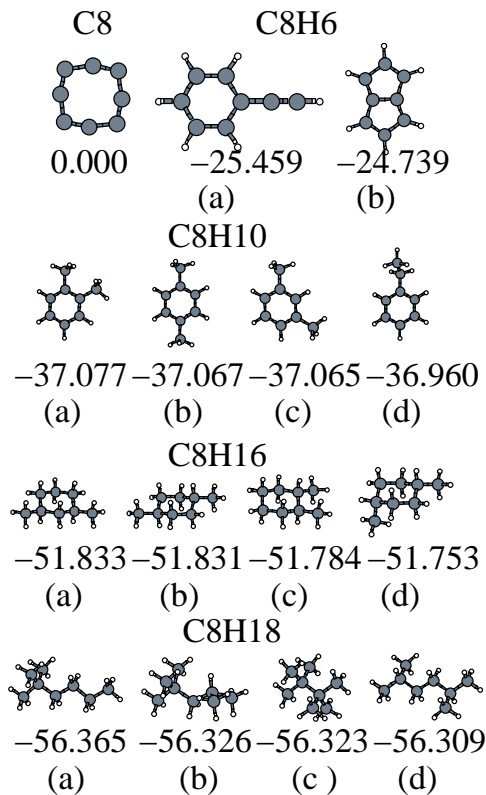 C8 C8H6
0.000 −25.459 −24.739
(a) (b)
C8H10
−37.077 −37.067 −37.065 −36.960
(a) (b) (c) (d)
C8H16
−51.833 −51.831 −51.784 −51.753
(a) (b) (c) (d)
C8H18
−56.365 −56.326 −56.323 −56.309
(a) (b) (c ) (d)